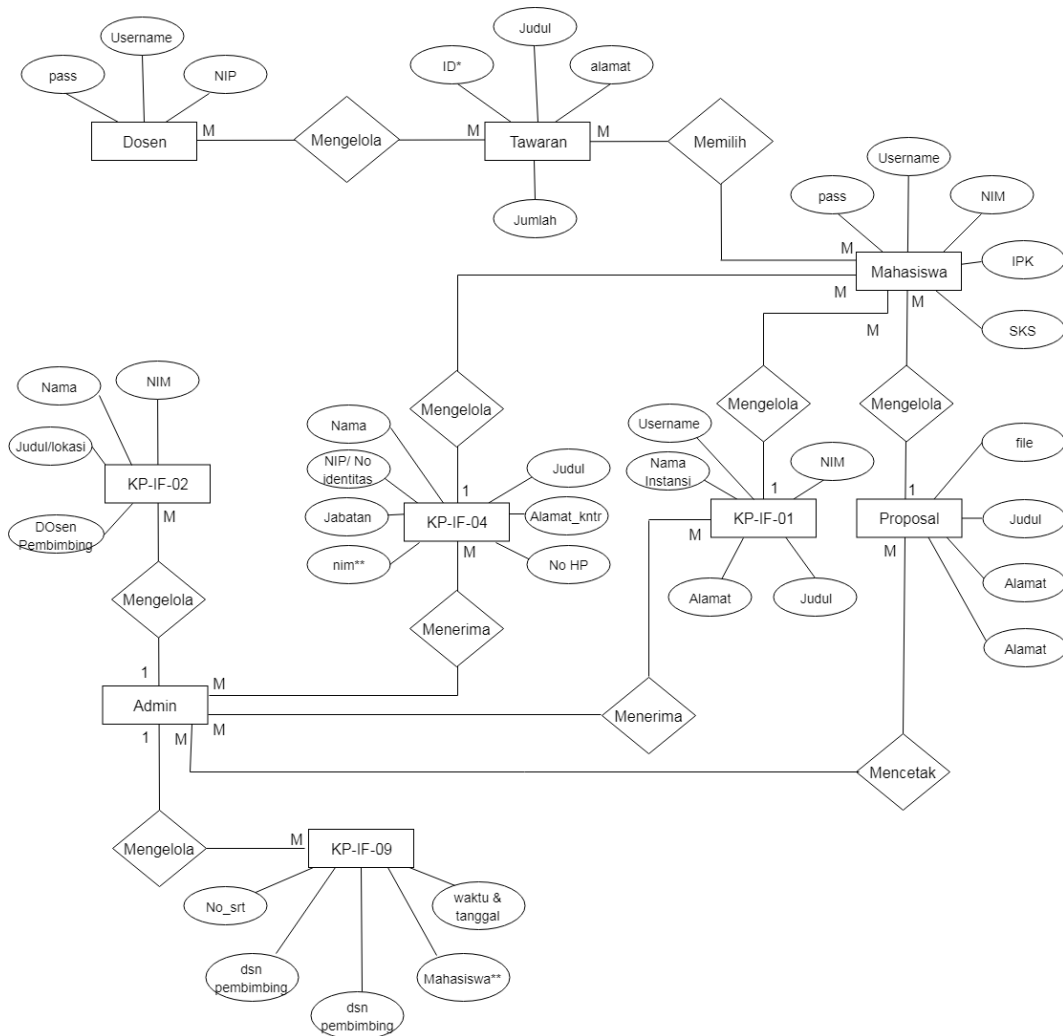 Judul
Username
ID*
alamat
pass
NIP
M
M
M
Dosen
Mengelola
Tawaran
Memilih
Username
pass
NIM
Jumlah
M
IPK
Mahasiswa
M
M
M
SKS
NIM
Nama
Mengelola
Mengelola
Mengelola
Nama
Username
file
Judul/lokasi
NIP/ No
identitas
Judul
Nama
Instansi
NIM
KP-IF-02
1
1
1
M
Jabatan
KP-IF-04
Alamat_kntr
KP-IF-01
Proposal
Judul
DOsen
Pembimbing
M
M
M
nim**
No HP
Alamat
Judul
Alamat
Mengelola
Menerima
Alamat
1
M
Admin
Menerima
1
M
M
Mencetak
M
Mengelola
KP-IF-09
No_srt
waktu &
tanggal
dsn
pembimbing
Mahasiswa**
dsn
pembimbing